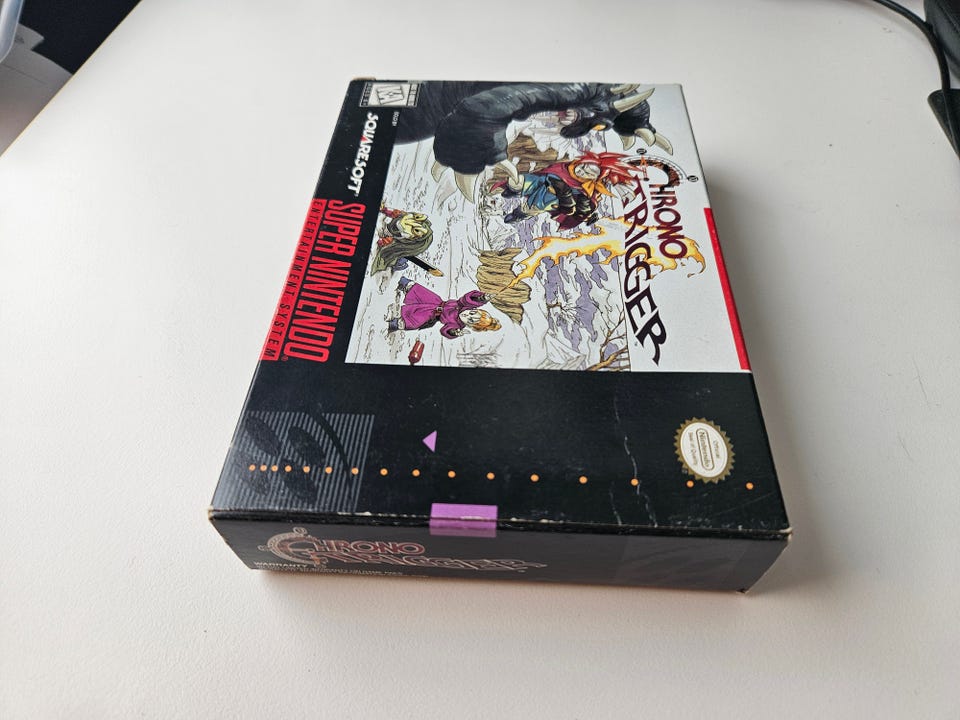 CHRONO
TRIGGER
SQUARESOFT
SUPER NINTENDO
ENTERTAINMENT SYSTEM
Official
Nintendo
Seal of Quality
CHRONO
TRIGGER
WARRANTY